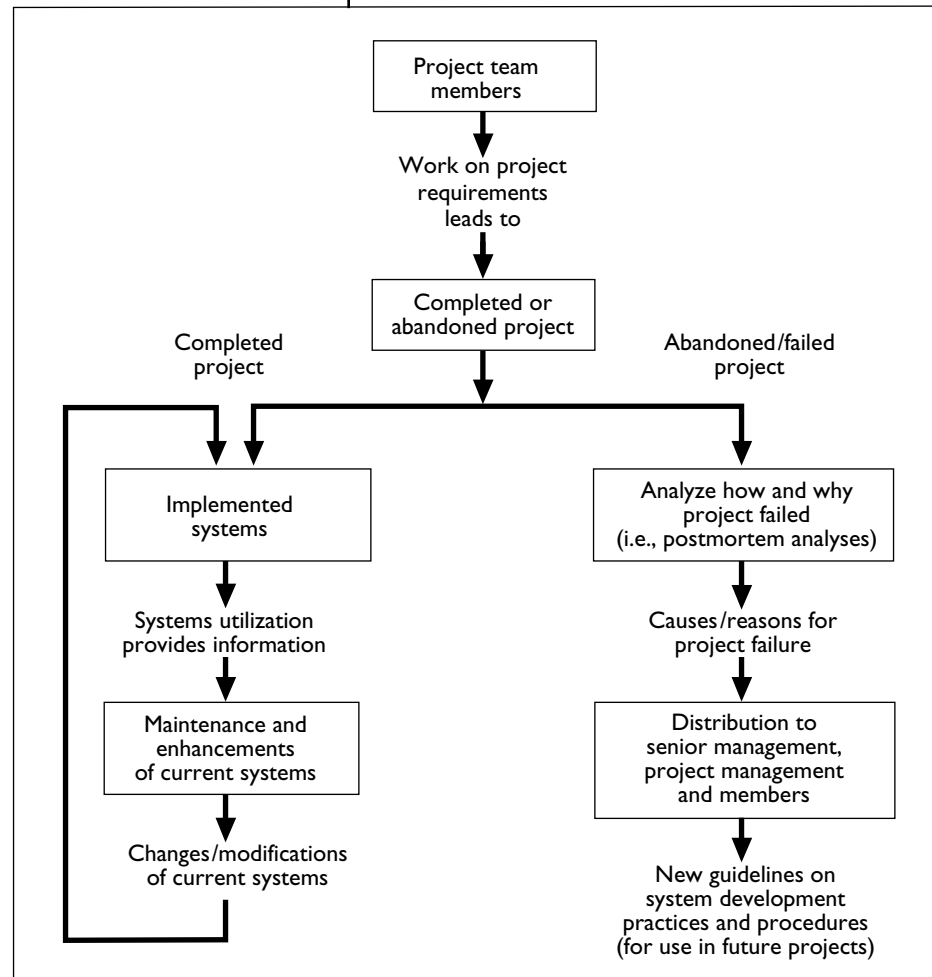 Project team
members
Work on project
requirements
leads to
Completed or
abandoned project
Completed
project
Abandoned/failed
project
Implemented
systems
Systems utilization
provides information
Maintenance and
enhancements
of current systems
Changes/modifications
of current systems
Analyze how and why
project failed
(i.e., postmortem analyses)
Causes/reasons for
project failure
Distribution to
senior management,
project management
and members
New guidelines on
system development
practices and procedures
(for use in future projects)